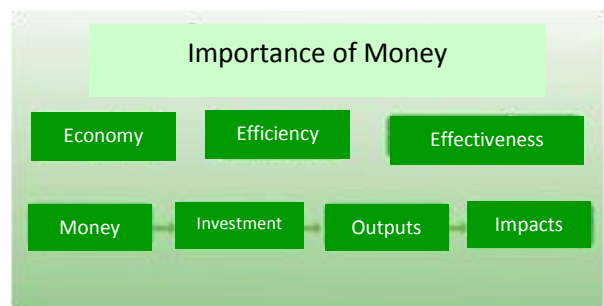 Importance of Money
Economy Efficiency Effectiveness
Money Investment Outputs Impacts